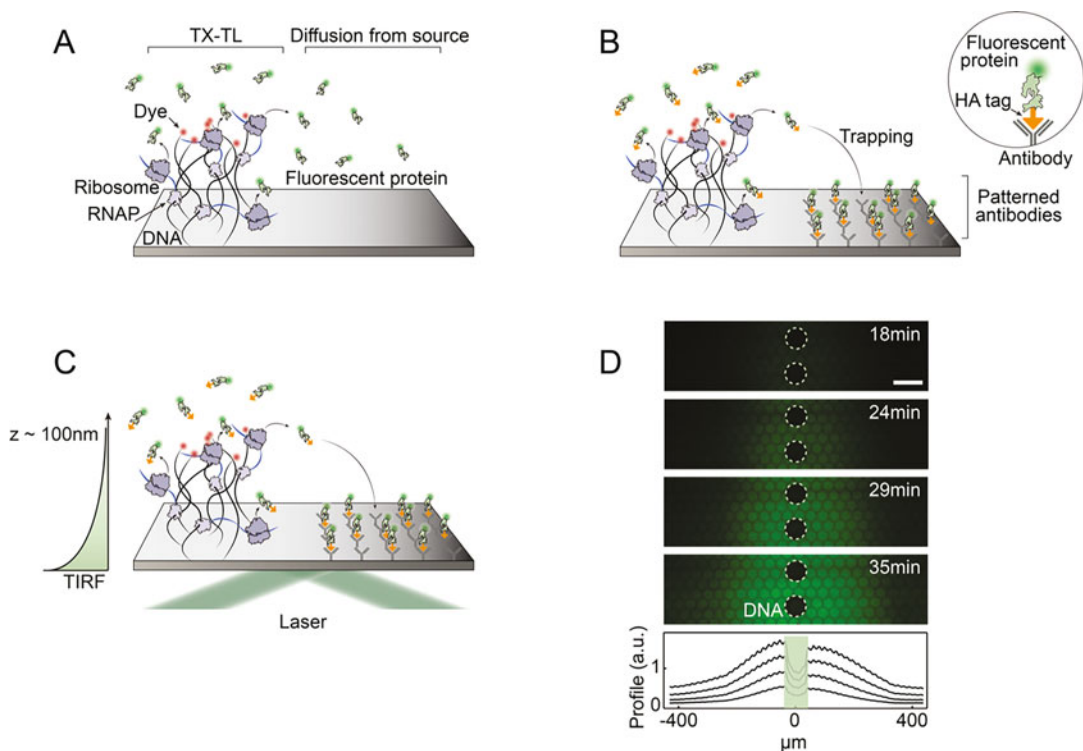 A
TX-TL
Diffusion from source
Dye
Ribosome
RNAP
DNA
Fluorescent protein
B
Fluorescent
protein
HA tag
Antibody
Trapping
Patterned
antibodies
C
z ~ 100nm
TIRF
Laser
D
18min
24min
29min
35min
DNA
Profile (a.u.)
1
0
-400
0
400
µm